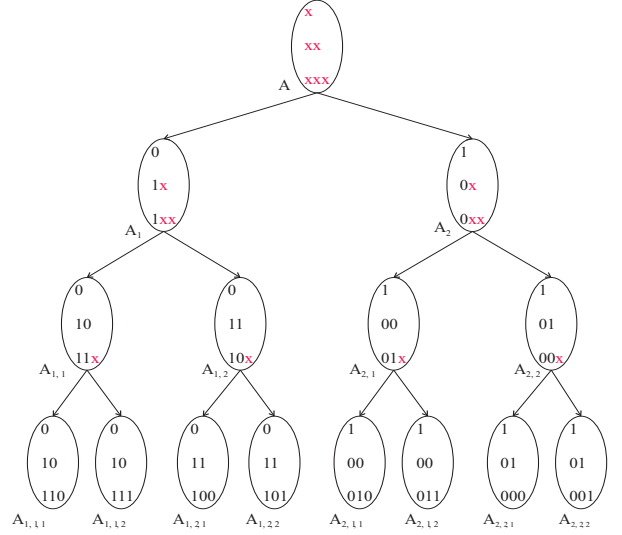 x
xx
xxx
A
0
1x
1xx
A1
1
0x
0xx
A2
0
10
11x
A1, 1
0
11
10x
A1, 2
1
00
01x
A2, 1
1
01
00x
A2, 2
0
10
110
A1, 1,1
0
10
111
A1, 1,2
0
11
100
A1, 2,1
0
11
101
A1, 2,2
1
00
010
A2, 1,1
1
00
011
A2, 1,2
1
01
000
A2, 2,1
1
01
001
A2, 2,2